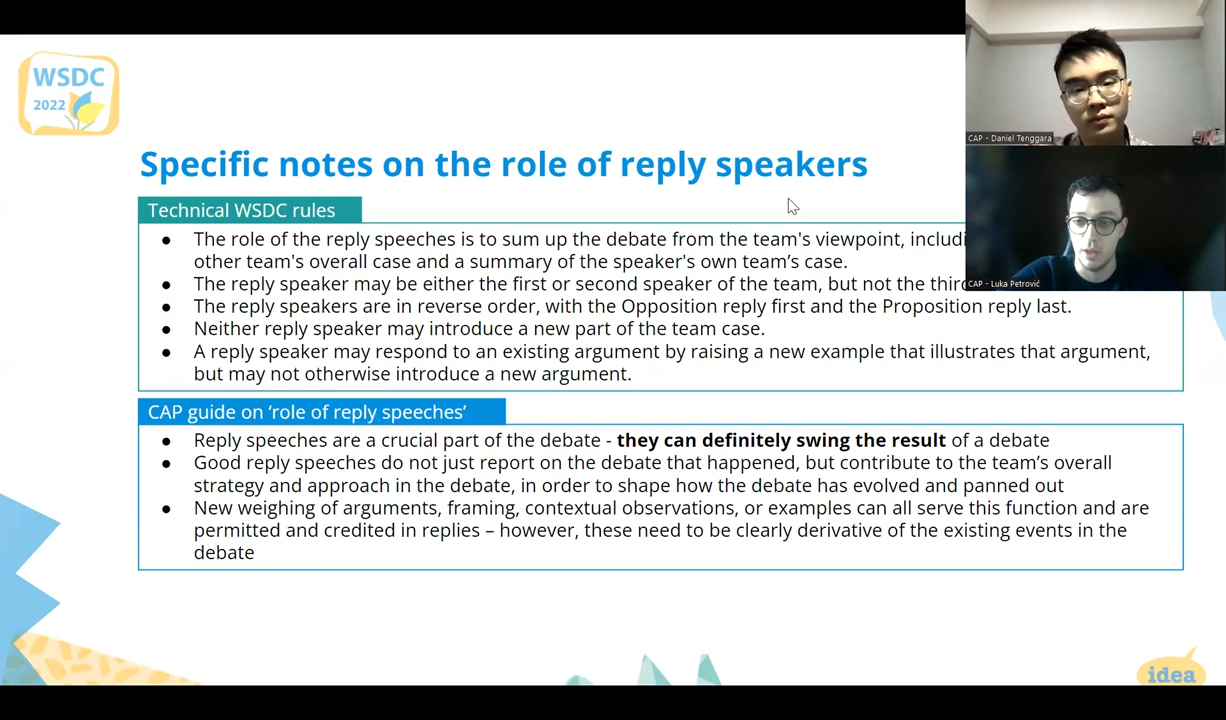 WSDC
2022
Specific notes on the role of reply speakers
Technical WSDC rules
● The role of the reply speeches is to sum up the debate from the team's viewpoint, includi
other team's overall case and a summary of the speaker's own team’s case.
● The reply speaker may be either the first or second speaker of the team, but not the third
● The reply speakers are in reverse order, with the Opposition reply first and the Proposition reply last.
● Neither reply speaker may introduce a new part of the team case.
● A reply speaker may respond to an existing argument by raising a new example that illustrates that argument,
but may not otherwise introduce a new argument.
CAP guide on ‘role of reply speeches’
● Reply speeches are a crucial part of the debate - they can definitely swing the result of a debate
● Good reply speeches do not just report on the debate that happened, but contribute to the team’s overall
strategy and approach in the debate, in order to shape how the debate has evolved and panned out
● New weighing of arguments, framing, contextual observations, or examples can all serve this function and are
permitted and credited in replies – however, these need to be clearly derivative of the existing events in the
debate
CAP - Daniel Tenggara
CAP - Luka Petrović
idea